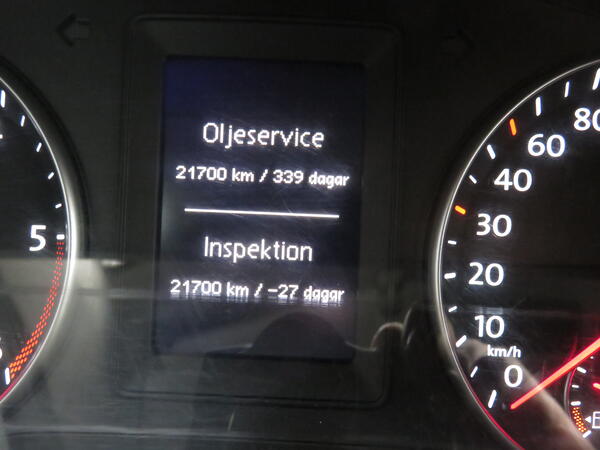 Oljeservice
21700 km / 339 dagar
Inspektion
21700 km / -27 dagar
5
80
60
40
30
20
10
km/h
0